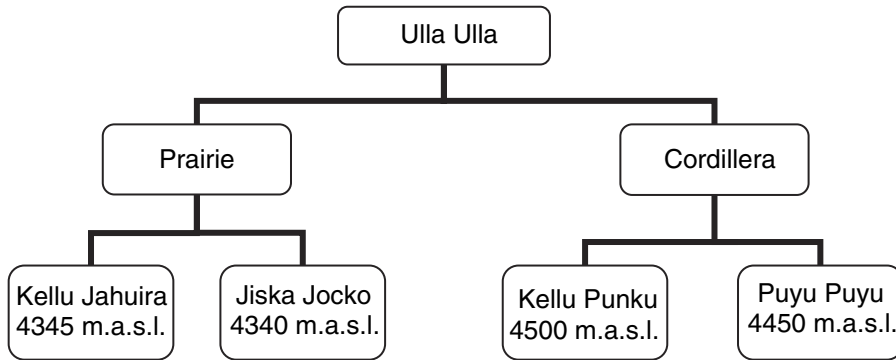 Ulla Ulla
Prairie
Cordillera
Kellu Jahuira
4345 m.a.s.l.
Jiska Jocko
4340 m.a.s.l.
Kellu Punku
4500 m.a.s.l.
Puyu Puyu
4450 m.a.s.l.